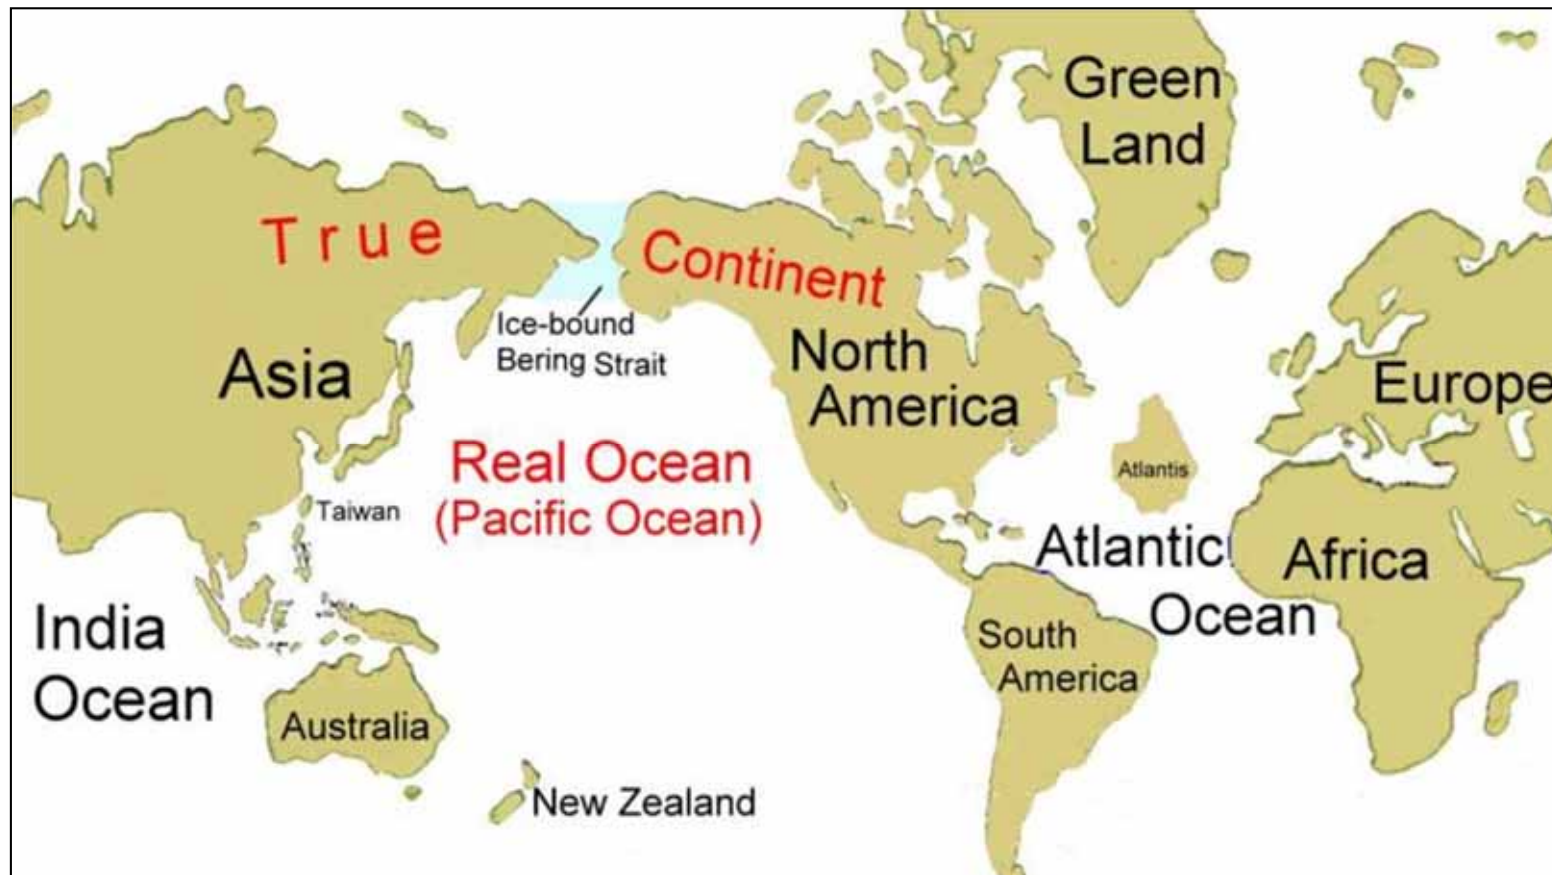 Green
Land
True Continent
Ice-bound
Bering Strait
Asia
North
America
Europe
Real Ocean
(Pacific Ocean)
Atlantis
Taiwan
Atlantic
Ocean
Africa
India
Ocean
South
America
Australia
New Zealand